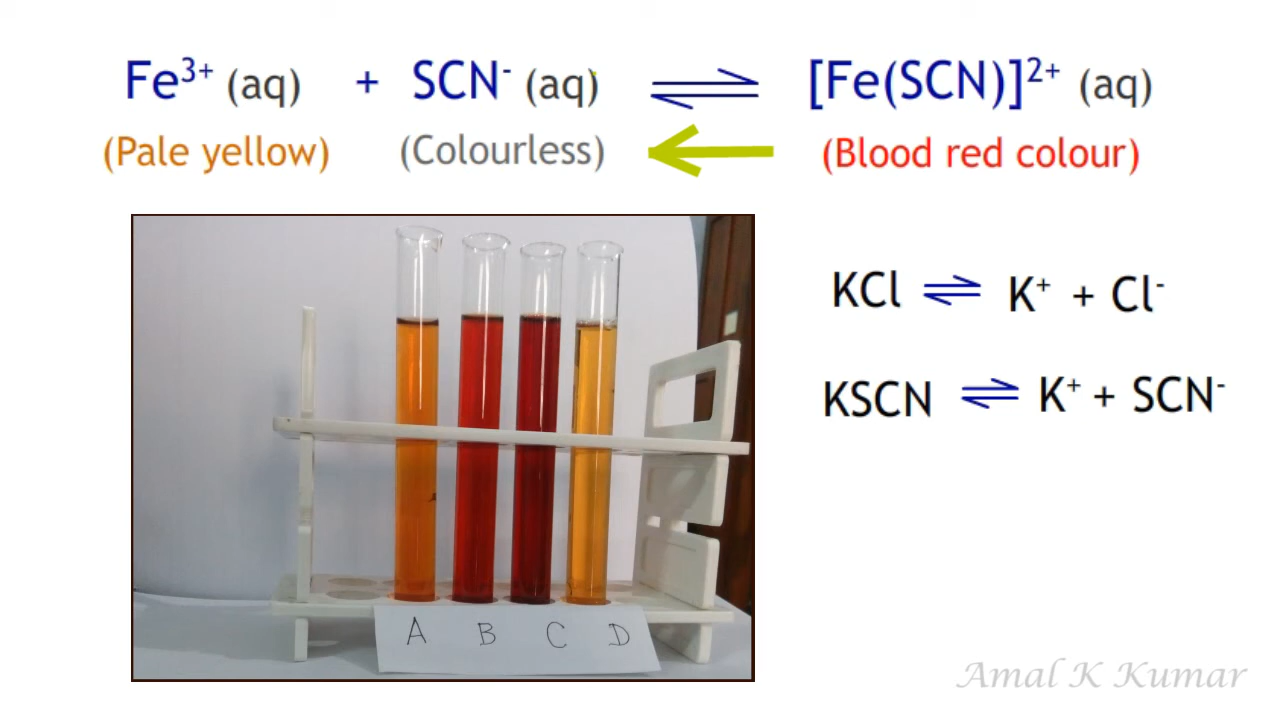 Fe³⁺ (aq) + SCN⁻ (aq) ⇌ [Fe(SCN)]²⁺ (aq)
(Pale yellow) (Colourless) ← (Blood red colour)
KCl ⇌ K⁺ + Cl⁻
KSCN ⇌ K⁺ + SCN⁻
A B C D
Amal K Kumar